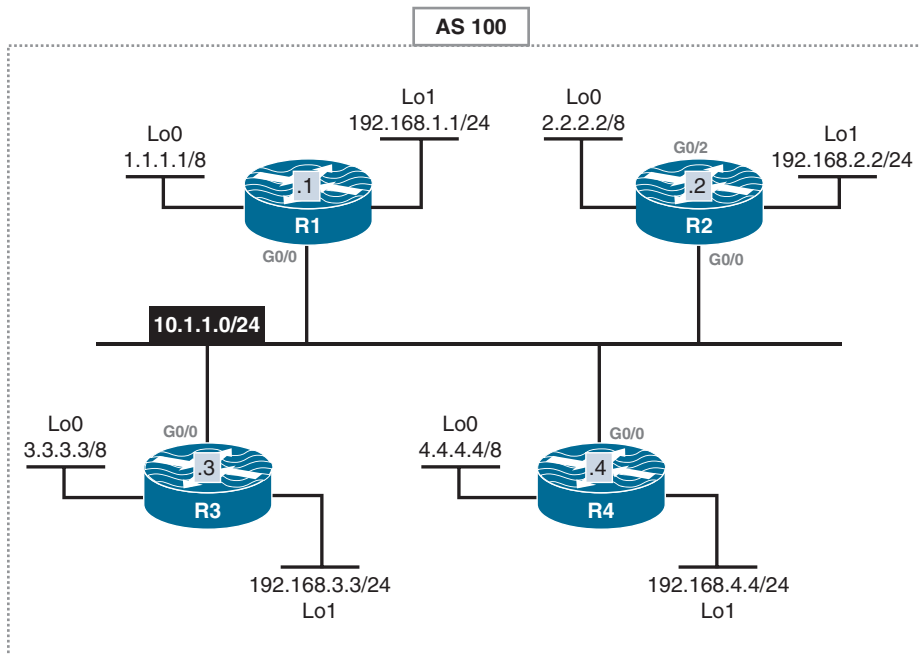 AS 100
Lo0
1.1.1.1/8
Lo1
192.168.1.1/24
.1
R1
G0/0
Lo0
2.2.2.2/8
G0/2
Lo1
192.168.2.2/24
.2
R2
G0/0
10.1.1.0/24
Lo0
3.3.3.3/8
G0/0
.3
R3
192.168.3.3/24
Lo1
Lo0
4.4.4.4/8
G0/0
.4
R4
192.168.4.4/24
Lo1